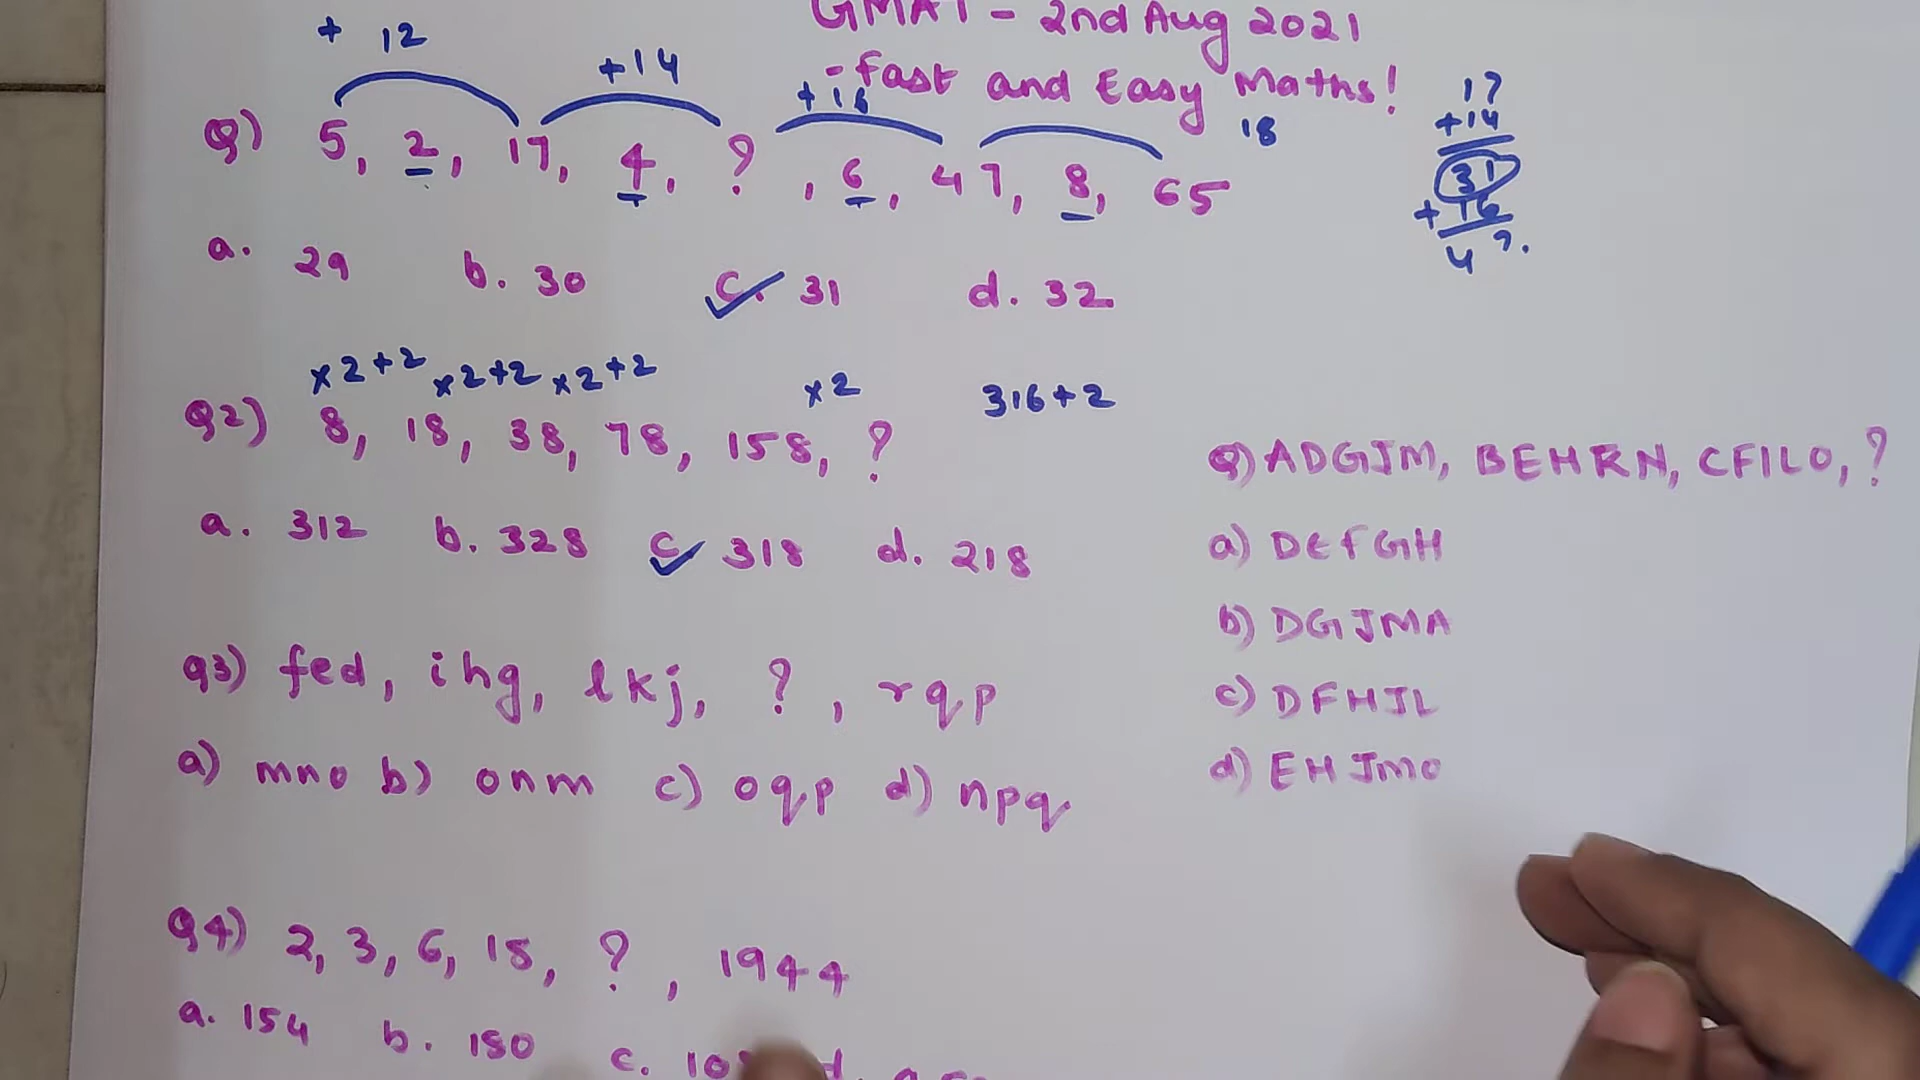 GMAT - 2nd Aug 2021
- Fast and Easy Maths!
+ 12
+14
+16
18
17
+14
31
+ 16
47.
Q) 5, 2, 17, 4, ?, 6, 47, 8, 65
a. 29 b. 30 c. 31 d. 32
×2+2 ×2+2 ×2+2 ×2 316+2
Q2) 8, 18, 38, 78, 158, ?
a. 312 b. 328 c 318 d. 218
Q3) fed, ihg, lkj, ?, rqp
a) mno b) onm c) oqp d) npq
Q4) 2, 3, 6, 18, ?, 1944
a. 154 b. 180 c. 10 d.
Q) ADGJM, BEHKN, CFILO, ?
a) DEFGH
b) DGJMA
c) DFHJL
d) EHJMO